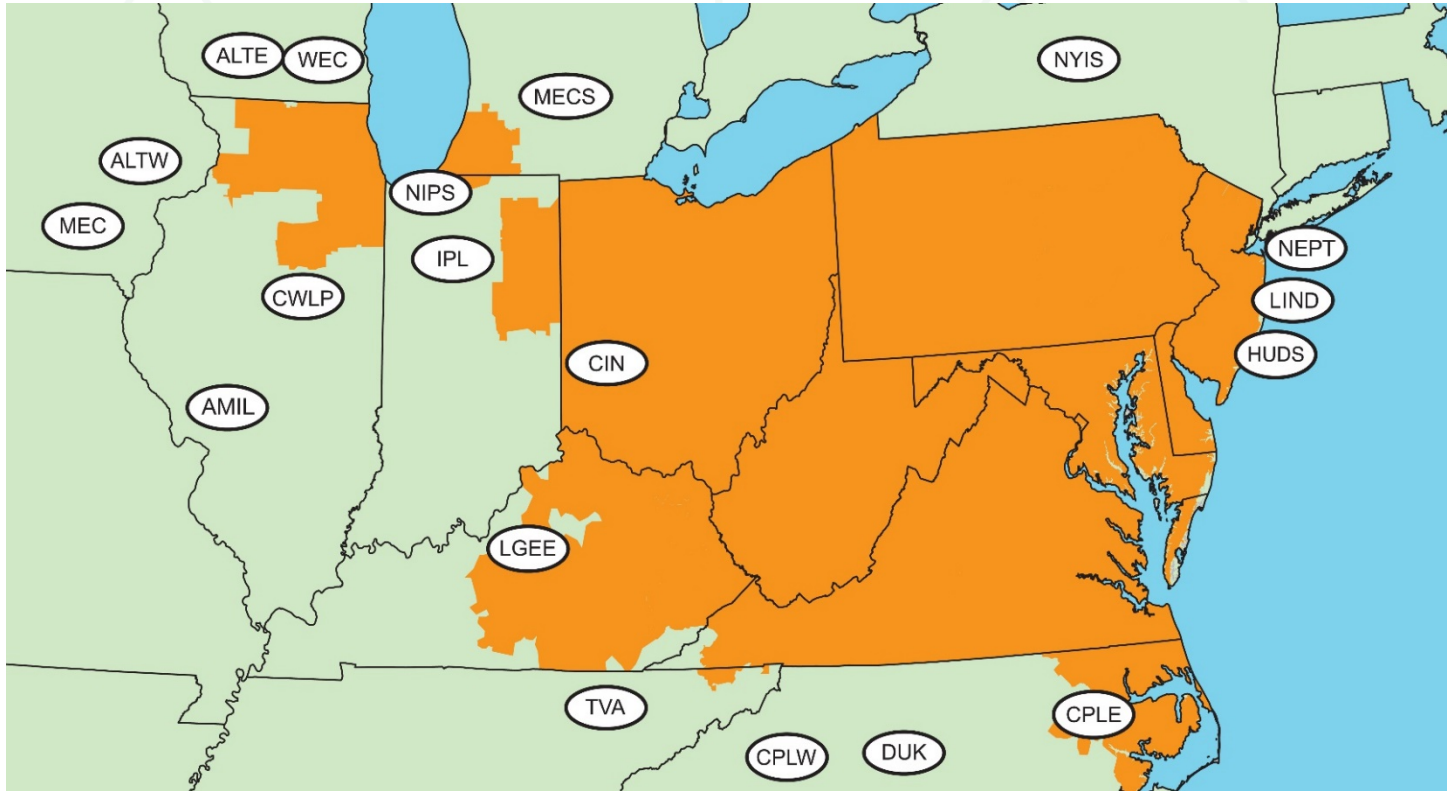 ALTE
WEC
NYIS
MECS
ALTW
NIPS
MEC
NEPT
IPL
CWLP
LIND
HUDS
CIN
AMIL
LGEE
TVA
CPLE
CPLW
DUK